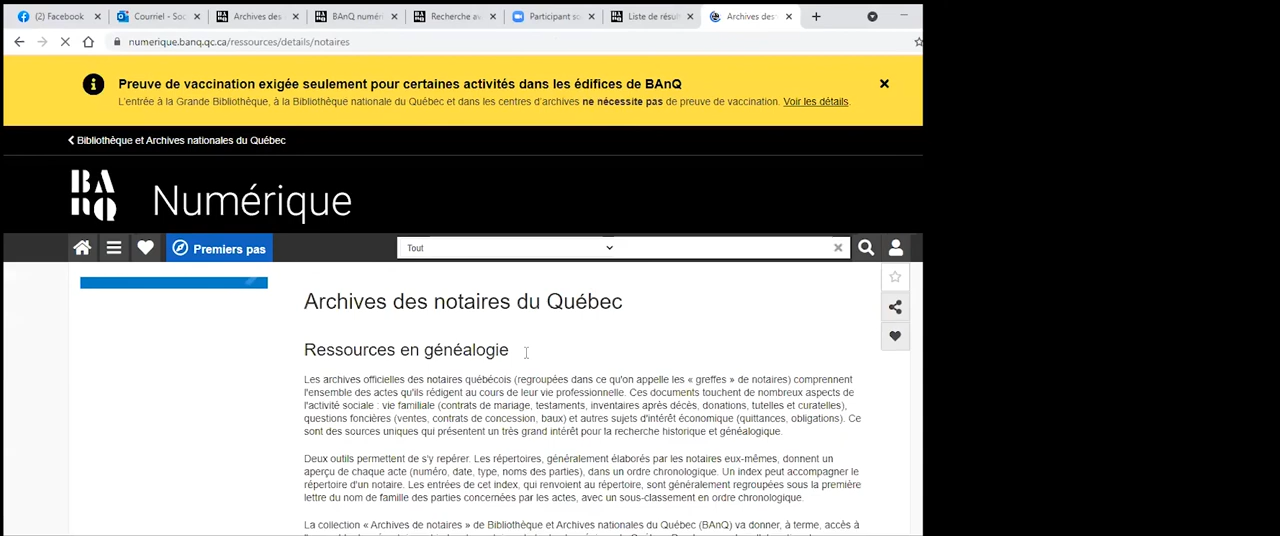 (2) Facebook
Courriel - Soc
Archives des
BAnQ numéri
Recherche av
Participant so
Liste de résul
Archives des
numerique.banq.qc.ca/ressources/details/notaires
Preuve de vaccination exigée seulement pour certaines activités dans les édifices de BAnQ
L'entrée à la Grande Bibliothèque, à la Bibliothèque nationale du Québec et dans les centres d'archives ne nécessite pas de preuve de vaccination. Voir les détails.
Bibliothèque et Archives nationales du Québec
BAnQ Numérique
Premiers pas
Tout
Archives des notaires du Québec
Ressources en généalogie
Les archives officielles des notaires québécois (regroupées dans ce qu'on appelle les « greffes » de notaires) comprennent
l'ensemble des actes qu'ils rédigent au cours de leur vie professionnelle. Ces documents touchent de nombreux aspects de
l'activité sociale : vie familiale (contrats de mariage, testaments, inventaires après décès, donations, tutelles et curatelles),
questions foncières (ventes, contrats de concession, baux) et autres sujets d'intérêt économique (quittances, obligations). Ce
sont des sources uniques qui présentent un très grand intérêt pour la recherche historique et généalogique.
Deux outils permettent de s'y repérer. Les répertoires, généralement élaborés par les notaires eux-mêmes, donnent un
aperçu de chaque acte (numéro, date, type, noms des parties), dans un ordre chronologique. Un index peut accompagner le
répertoire d'un notaire. Les entrées de cet index, qui renvoient au répertoire, sont généralement regroupées sous la première
lettre du nom de famille des parties concernées par les actes, avec un sous-classement en ordre chronologique.
La collection « Archives de notaires » de Bibliothèque et Archives nationales du Québec (BAnQ) va donner, à terme, accès à